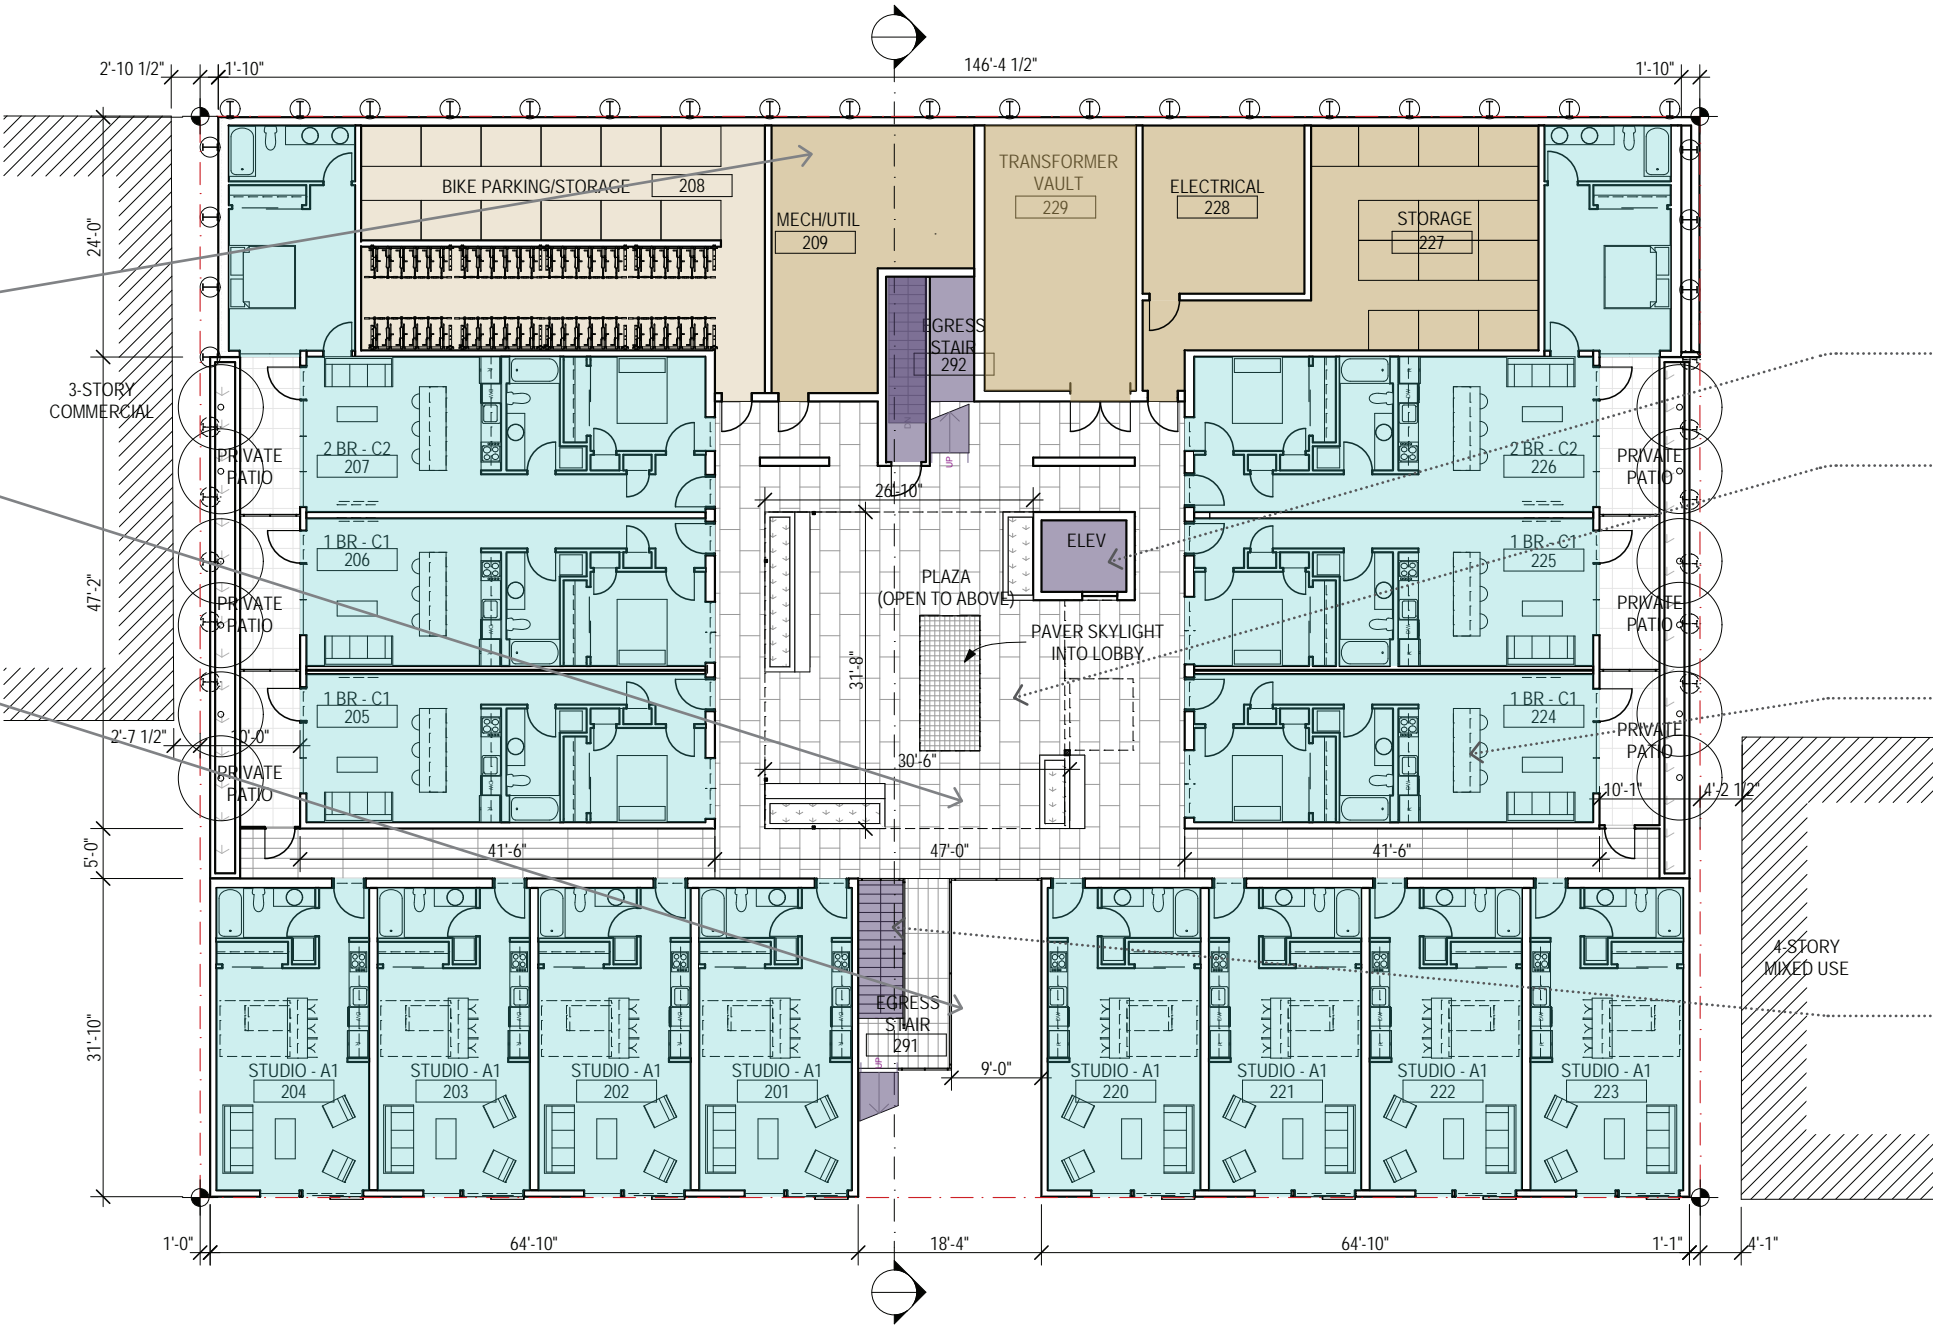 2'-10 1/2"
1'-10"
146'-4 1/2"
1'-10"
24'-0"
47'-2"
5'-0"
31'-10"
BIKE PARKING/STORAGE 208
MECH/UTIL
209
TRANSFORMER
VAULT
229
ELECTRICAL
228
STORAGE
227
EGRESS
STAIR
292
DN
UP
3-STORY
COMMERCIAL
PRIVATE
PATIO
2 BR - C2
207
2 BR - C2
226
PRIVATE
PATIO
26'-10"
1 BR - C1
206
ELEV
1 BR - C1
225
PLAZA
(OPEN TO ABOVE)
PRIVATE
PATIO
PRIVATE
PATIO
PAVER SKYLIGHT
INTO LOBBY
31'-8"
1 BR - C1
205
1 BR - C1
224
2'-7 1/2"
10'-0"
PRIVATE
PATIO
PRIVATE
PATIO
30'-6"
10'-1"
4'-2 1/2"
41'-6"
47'-0"
41'-6"
4-STORY
MIXED USE
EGRESS
STAIR
291
UP
9'-0"
STUDIO - A1
204
STUDIO - A1
203
STUDIO - A1
202
STUDIO - A1
201
STUDIO - A1
220
STUDIO - A1
221
STUDIO - A1
222
STUDIO - A1
223
1'-0"
64'-10"
18'-4"
64'-10"
1'-1"
4'-1"